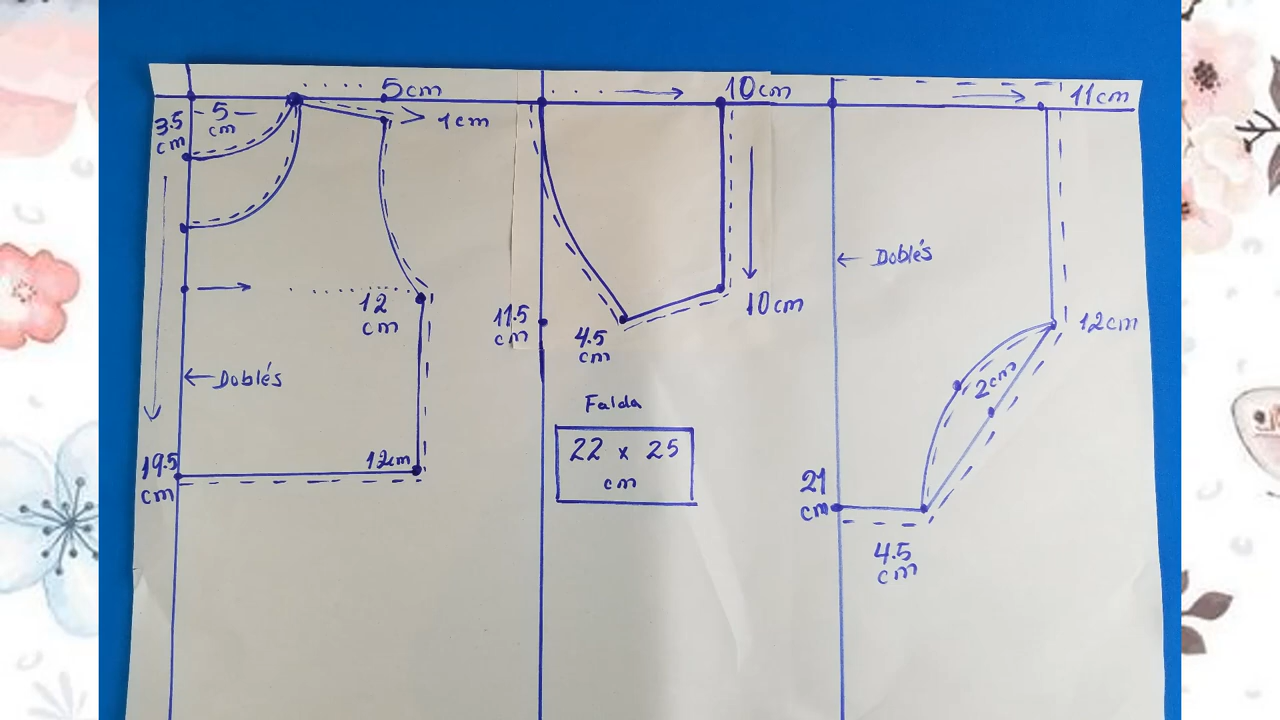 5cm
3.5
cm
5
cm
1cm
12
cm
Doblés
19.5
cm
12cm
10cm
10cm
11.5
cm
4.5
cm
Falda
22 x 25
cm
11cm
Doblés
12cm
2cm
21
cm
4.5
cm